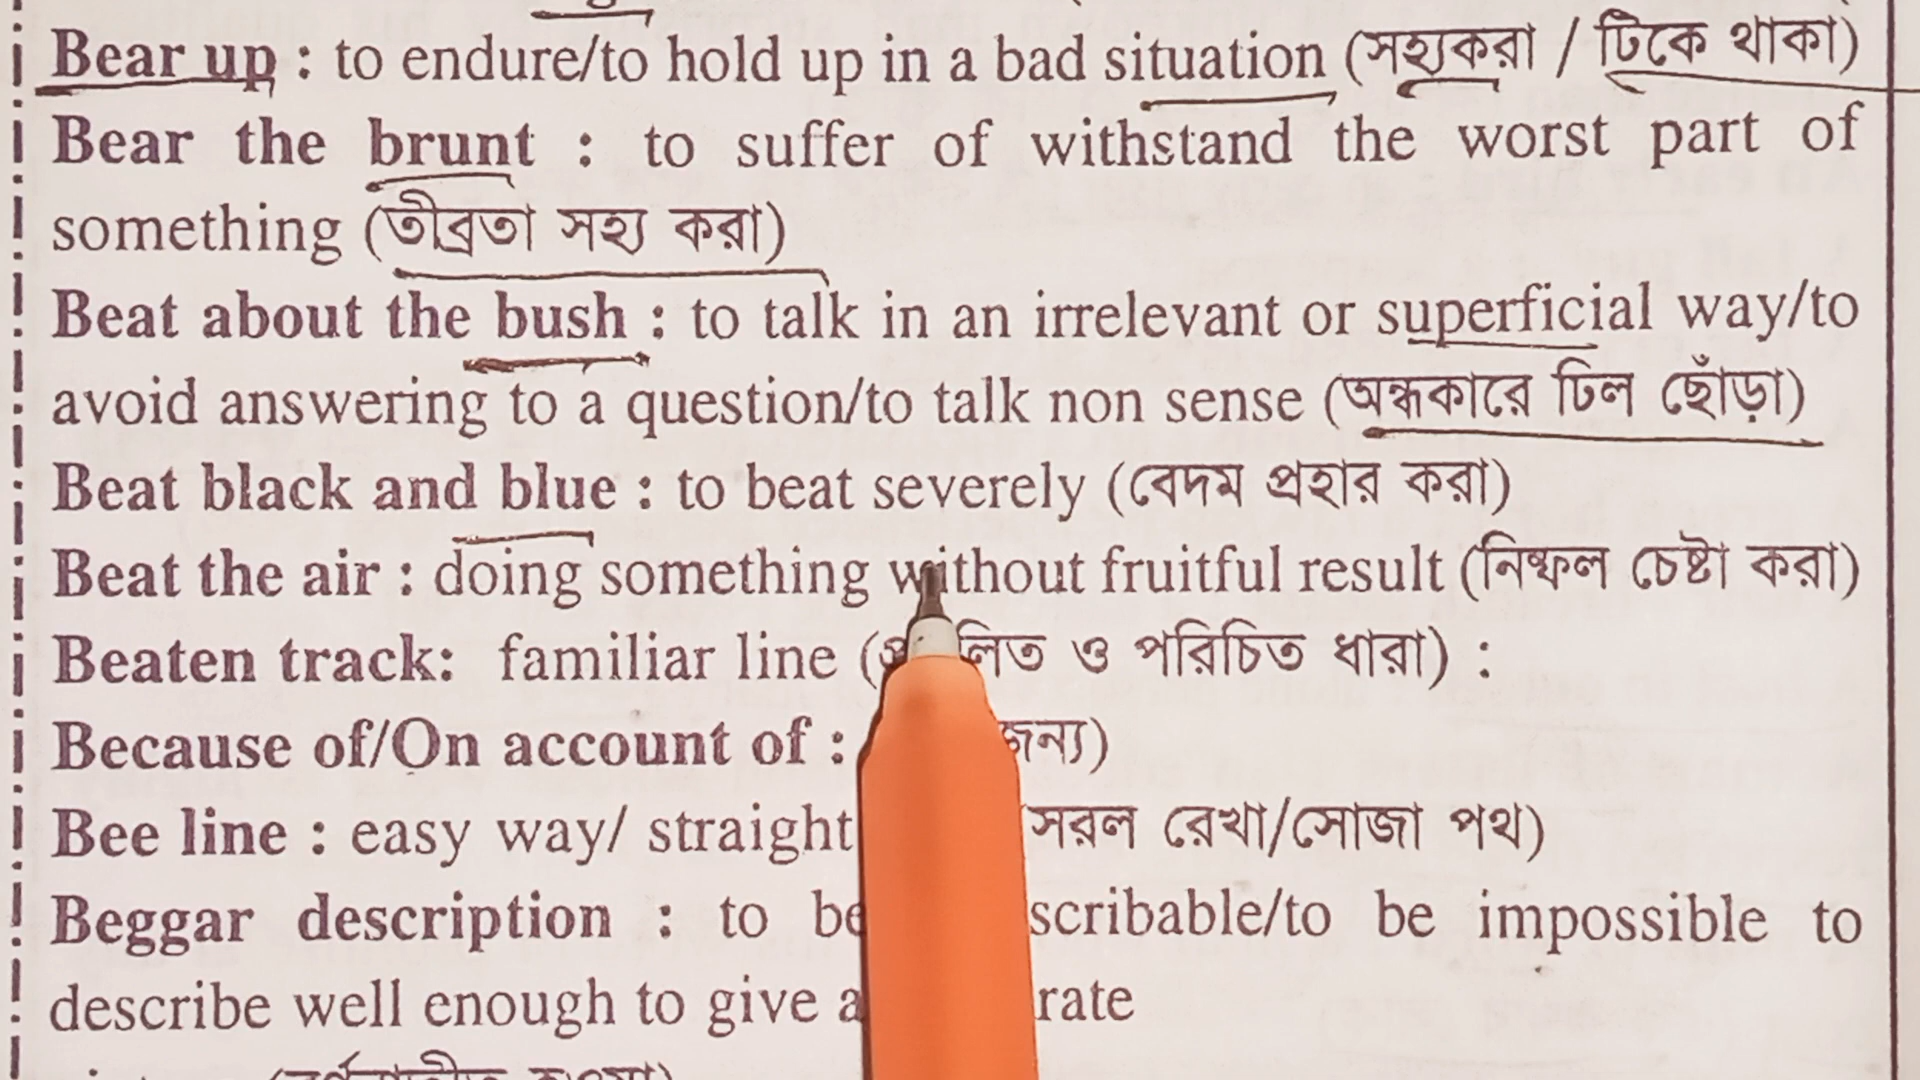 Bear up : to endure/to hold up in a bad situation (সহ্যকরা / টিকে থাকা)
Bear the brunt : to suffer of withstand the worst part of
something (তীব্রতা সহ্য করা)
Beat about the bush : to talk in an irrelevant or superficial way/to
avoid answering to a question/to talk non sense (অন্ধকারে ঢিল ছোঁড়া)
Beat black and blue : to beat severely (বেদম প্রহার করা)
Beat the air : doing something without fruitful result (নিষ্ফল চেষ্টা করা)
Beaten track: familiar line ( ও পরিচিত ধারা) :
Because of/On account of : জন্য)
Bee line : easy way/ straight সরল রেখা/সোজা পথ)
Beggar description : to be scribable/to be impossible to
describe well enough to give a rate